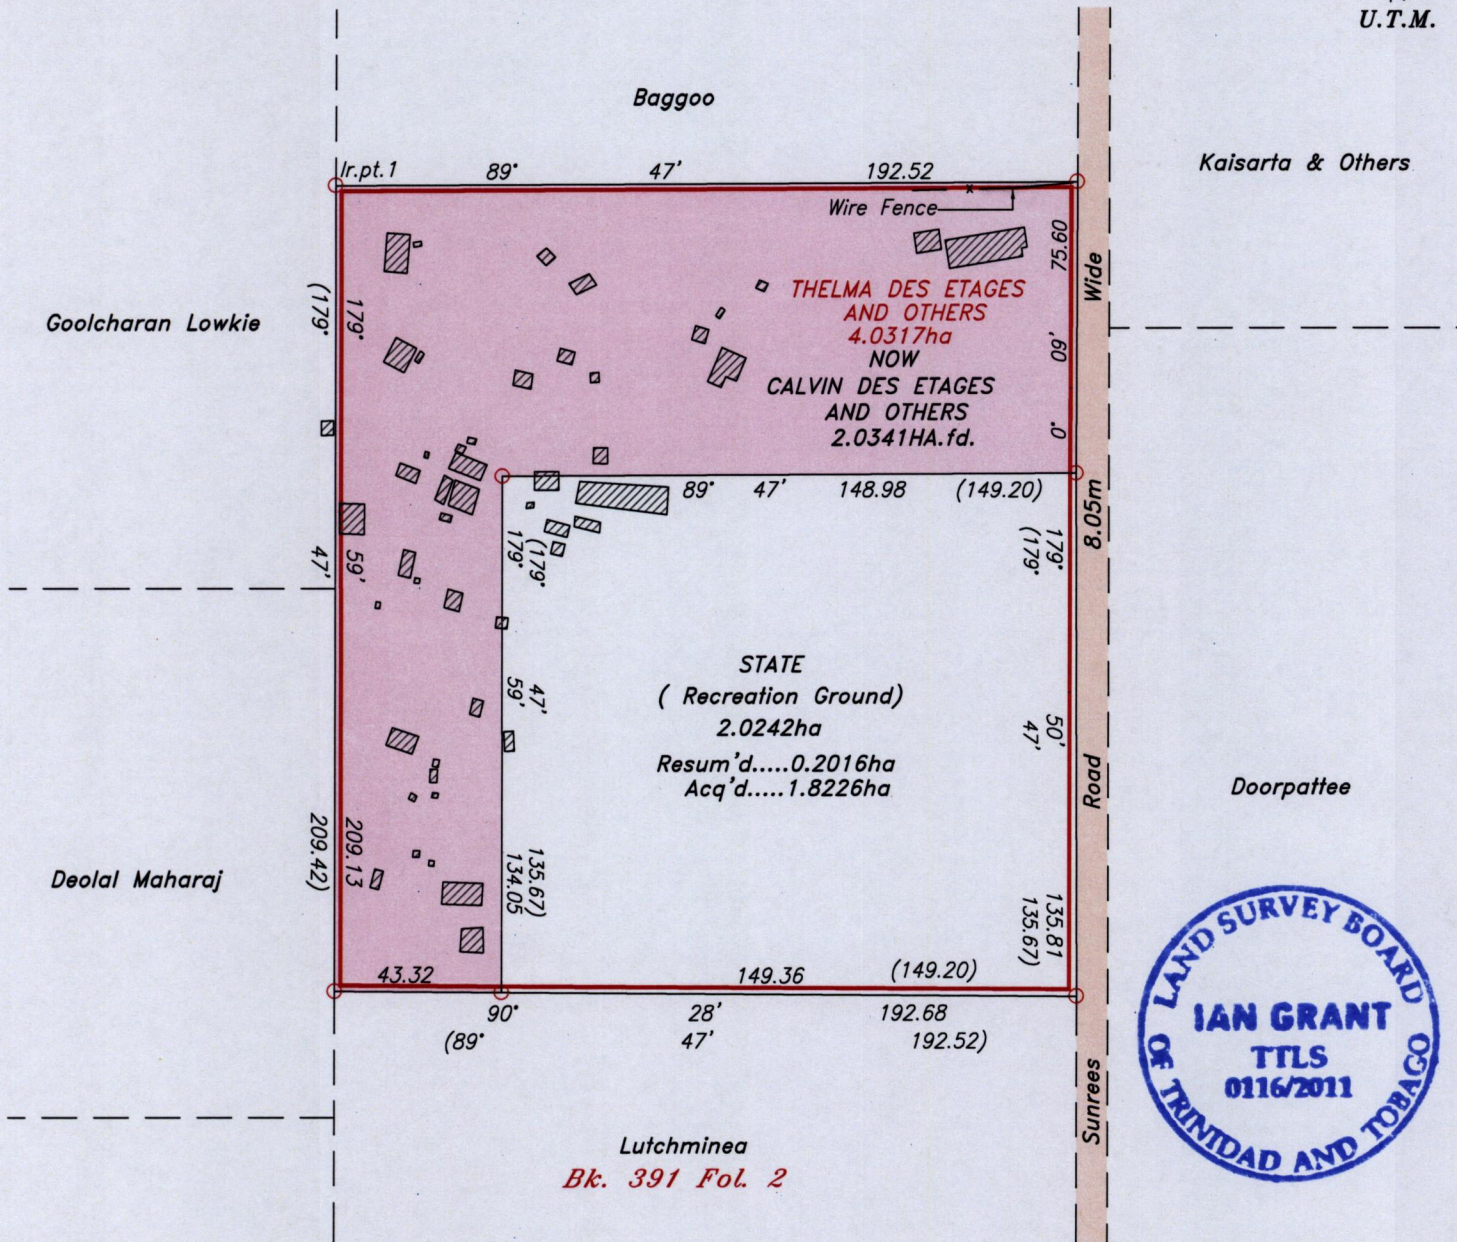 U.T.M.
Baggoo
Kaisarta & Others
Ir.pt.1 89° 47' 192.52
Wire Fence x
75.60
0° 09'
Wide
8.05m
Road
Sunrees
Goolcharan Lowkie
(179° 47' 209.42)
179° 59' 209.13
THELMA DES ETAGES
AND OTHERS
4.0317ha
NOW
CALVIN DES ETAGES
AND OTHERS
2.0341HA.fd.
89° 47' 148.98 (149.20)
(179° 47' 135.67)
179° 59' 134.05
179° 50' 135.81
(179° 47' 135.67)
STATE
( Recreation Ground)
2.0242ha
Resum'd.....0.2016ha
Acq'd.....1.8226ha
Doorpattee
Deolal Maharaj
43.32 149.36 (149.20)
90° 28' 192.68
(89° 47' 192.52)
Lutchminea
Bk. 391 Fol. 2
LAND SURVEY BOARD
OF TRINIDAD AND TOBAGO
IAN GRANT
TTLS
0116/2011